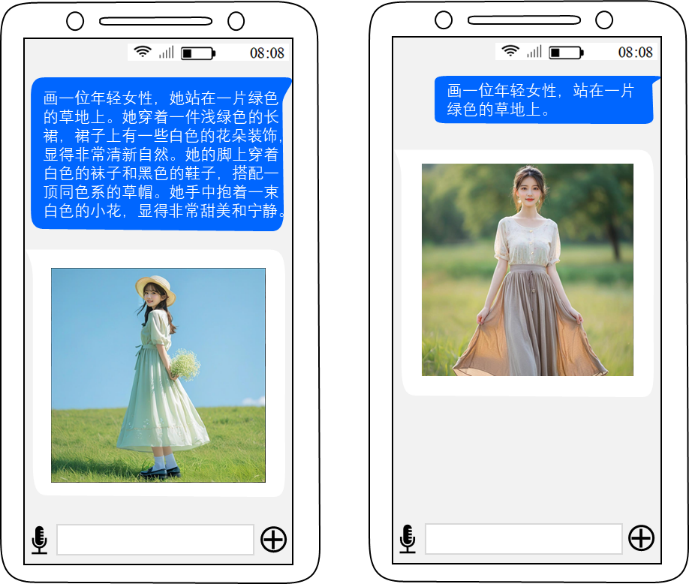 08:08
画一位年轻女性，她站在一片绿色
的草地上。她穿着一件浅绿色的长
裙，裙子上有一些白色的花朵装饰，
显得非常清新自然。她的脚上穿着
白色的袜子和黑色的鞋子，搭配一
顶同色系的草帽。她手中抱着一束
白色的小花，显得非常甜美和宁静。
08:08
画一位年轻女性，站在一片
绿色的草地上。